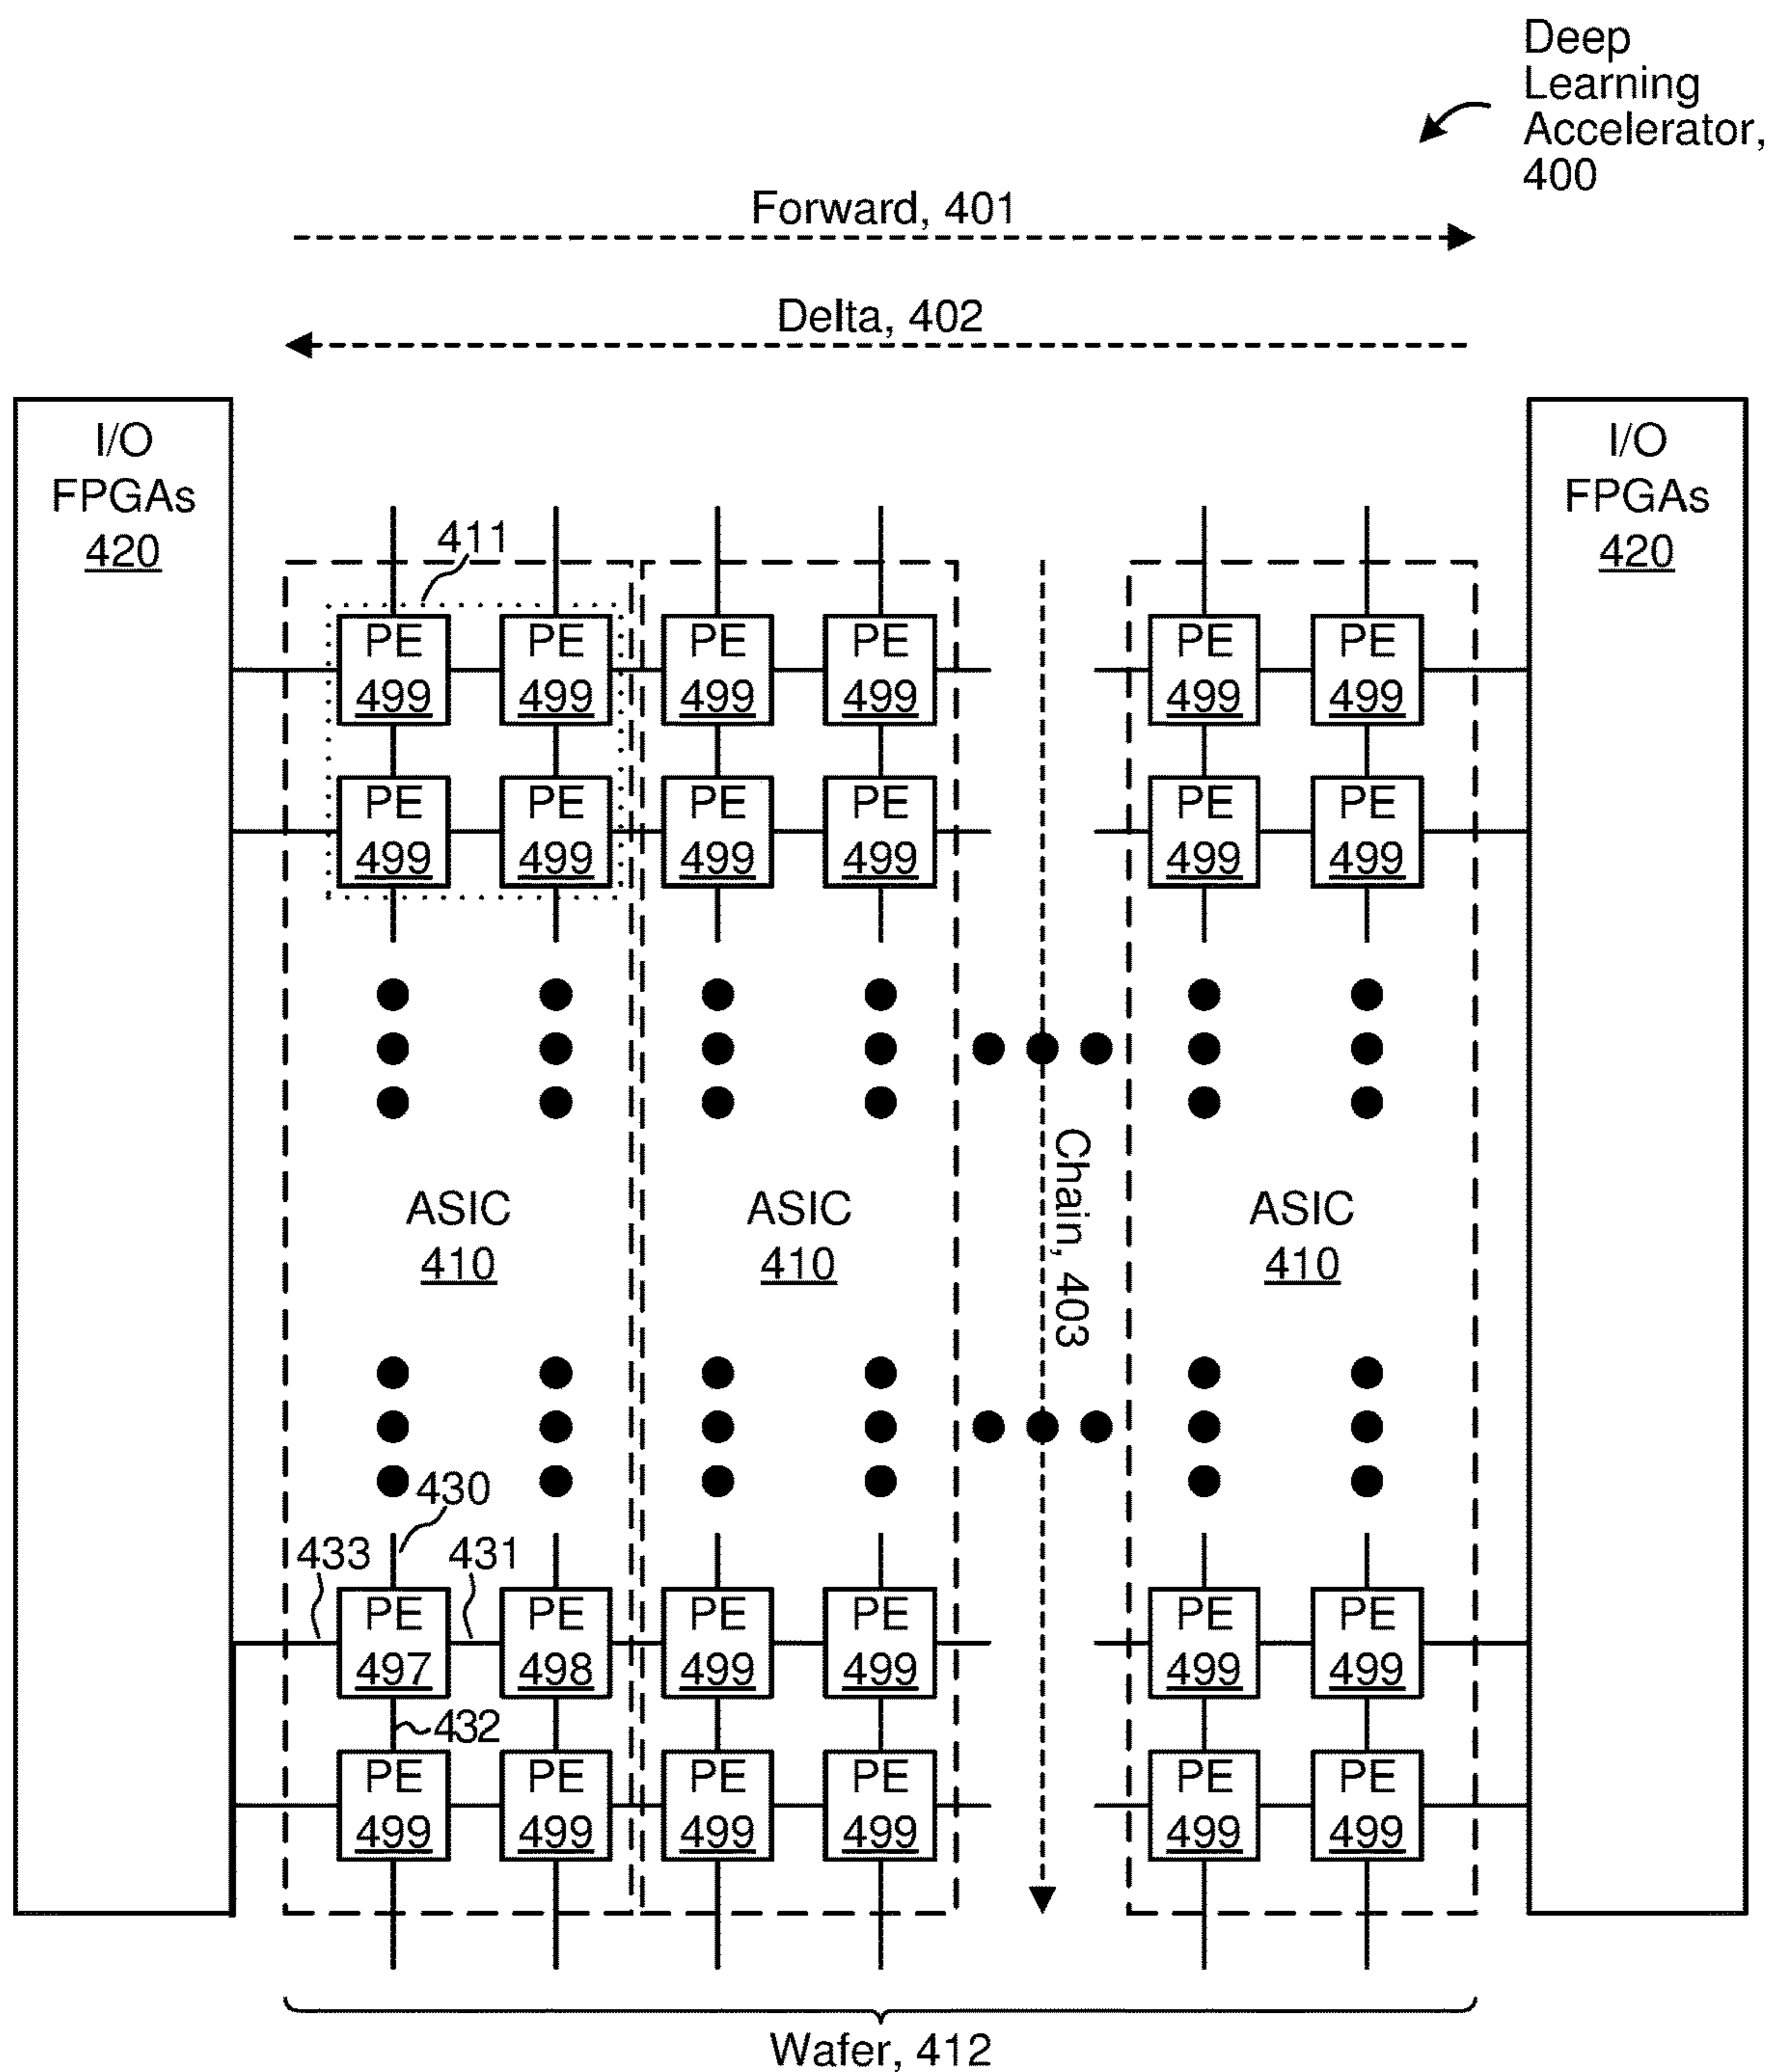 Deep
Learning
Accelerator,
400
Forward, 401
Delta, 402
I/O
FPGAs
420
I/O
FPGAs
420
411
PE PE PE PE PE PE
499 499 499 499 499 499
PE PE PE PE PE PE
499 499 499 499 499 499
Chain, 403
ASIC ASIC ASIC
410 410 410
430
433 431
PE PE PE PE PE PE
497 498 499 499 499 499
432
PE PE PE PE PE PE
499 499 499 499 499 499
Wafer, 412